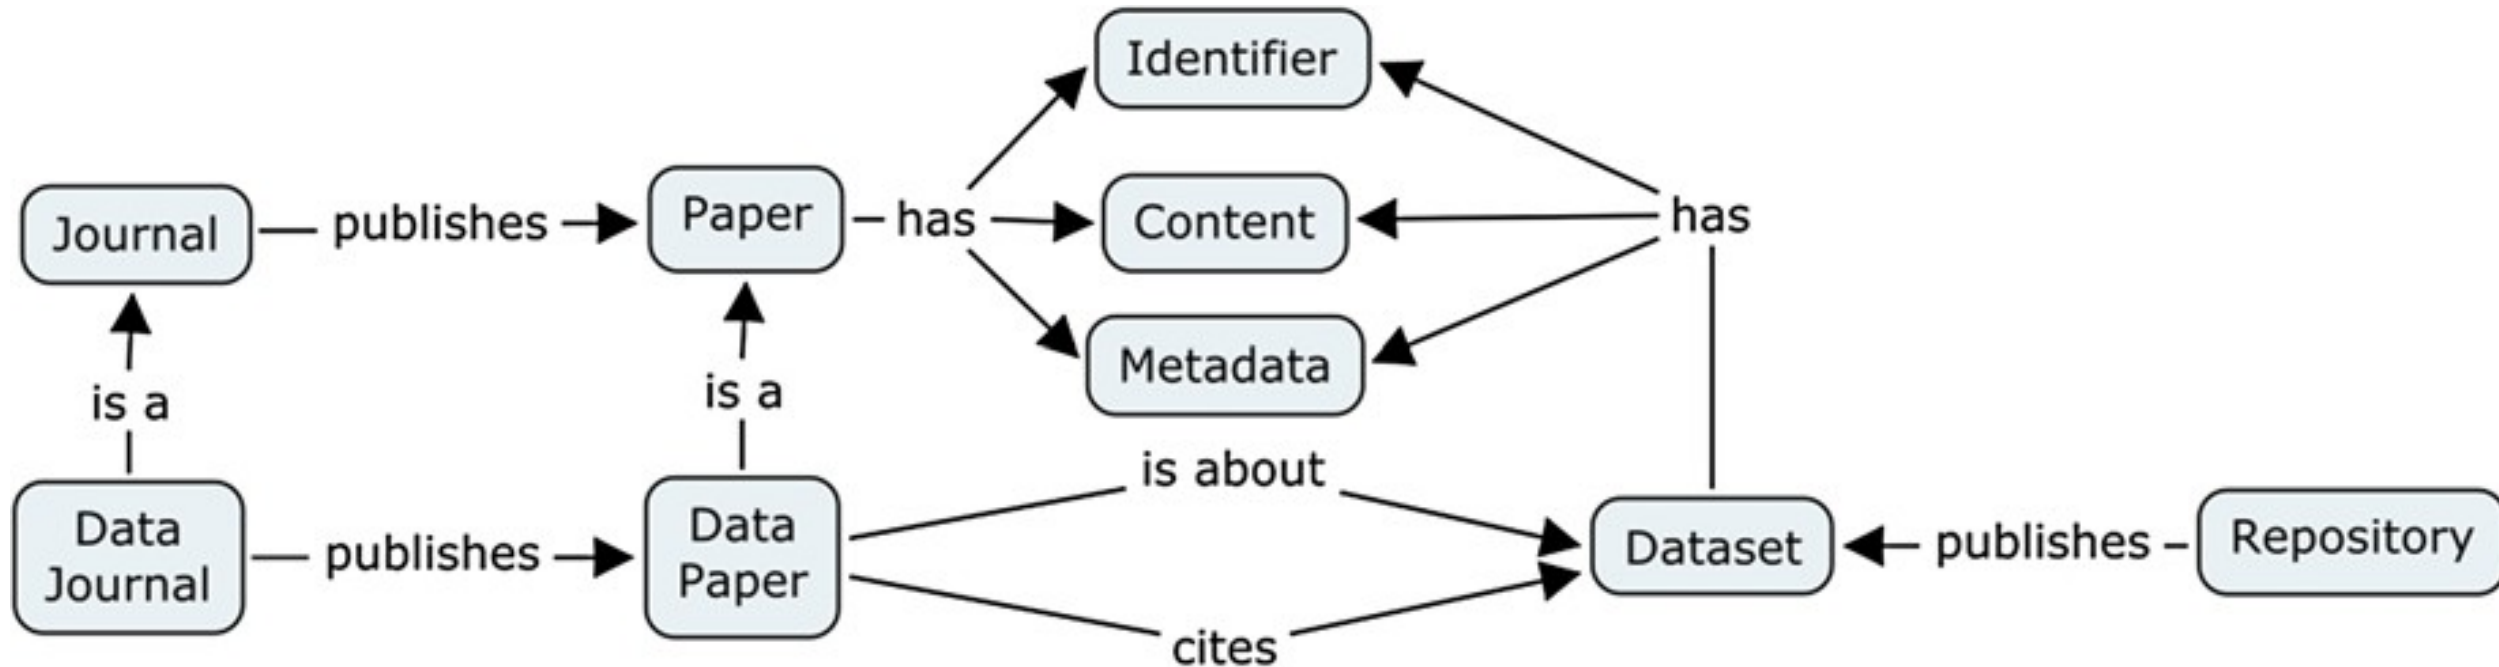 Identifier
Journal
publishes
Paper
has
Content
has
Metadata
is a
is a
is about
Data
Journal
publishes
Data
Paper
Dataset
publishes
Repository
cites